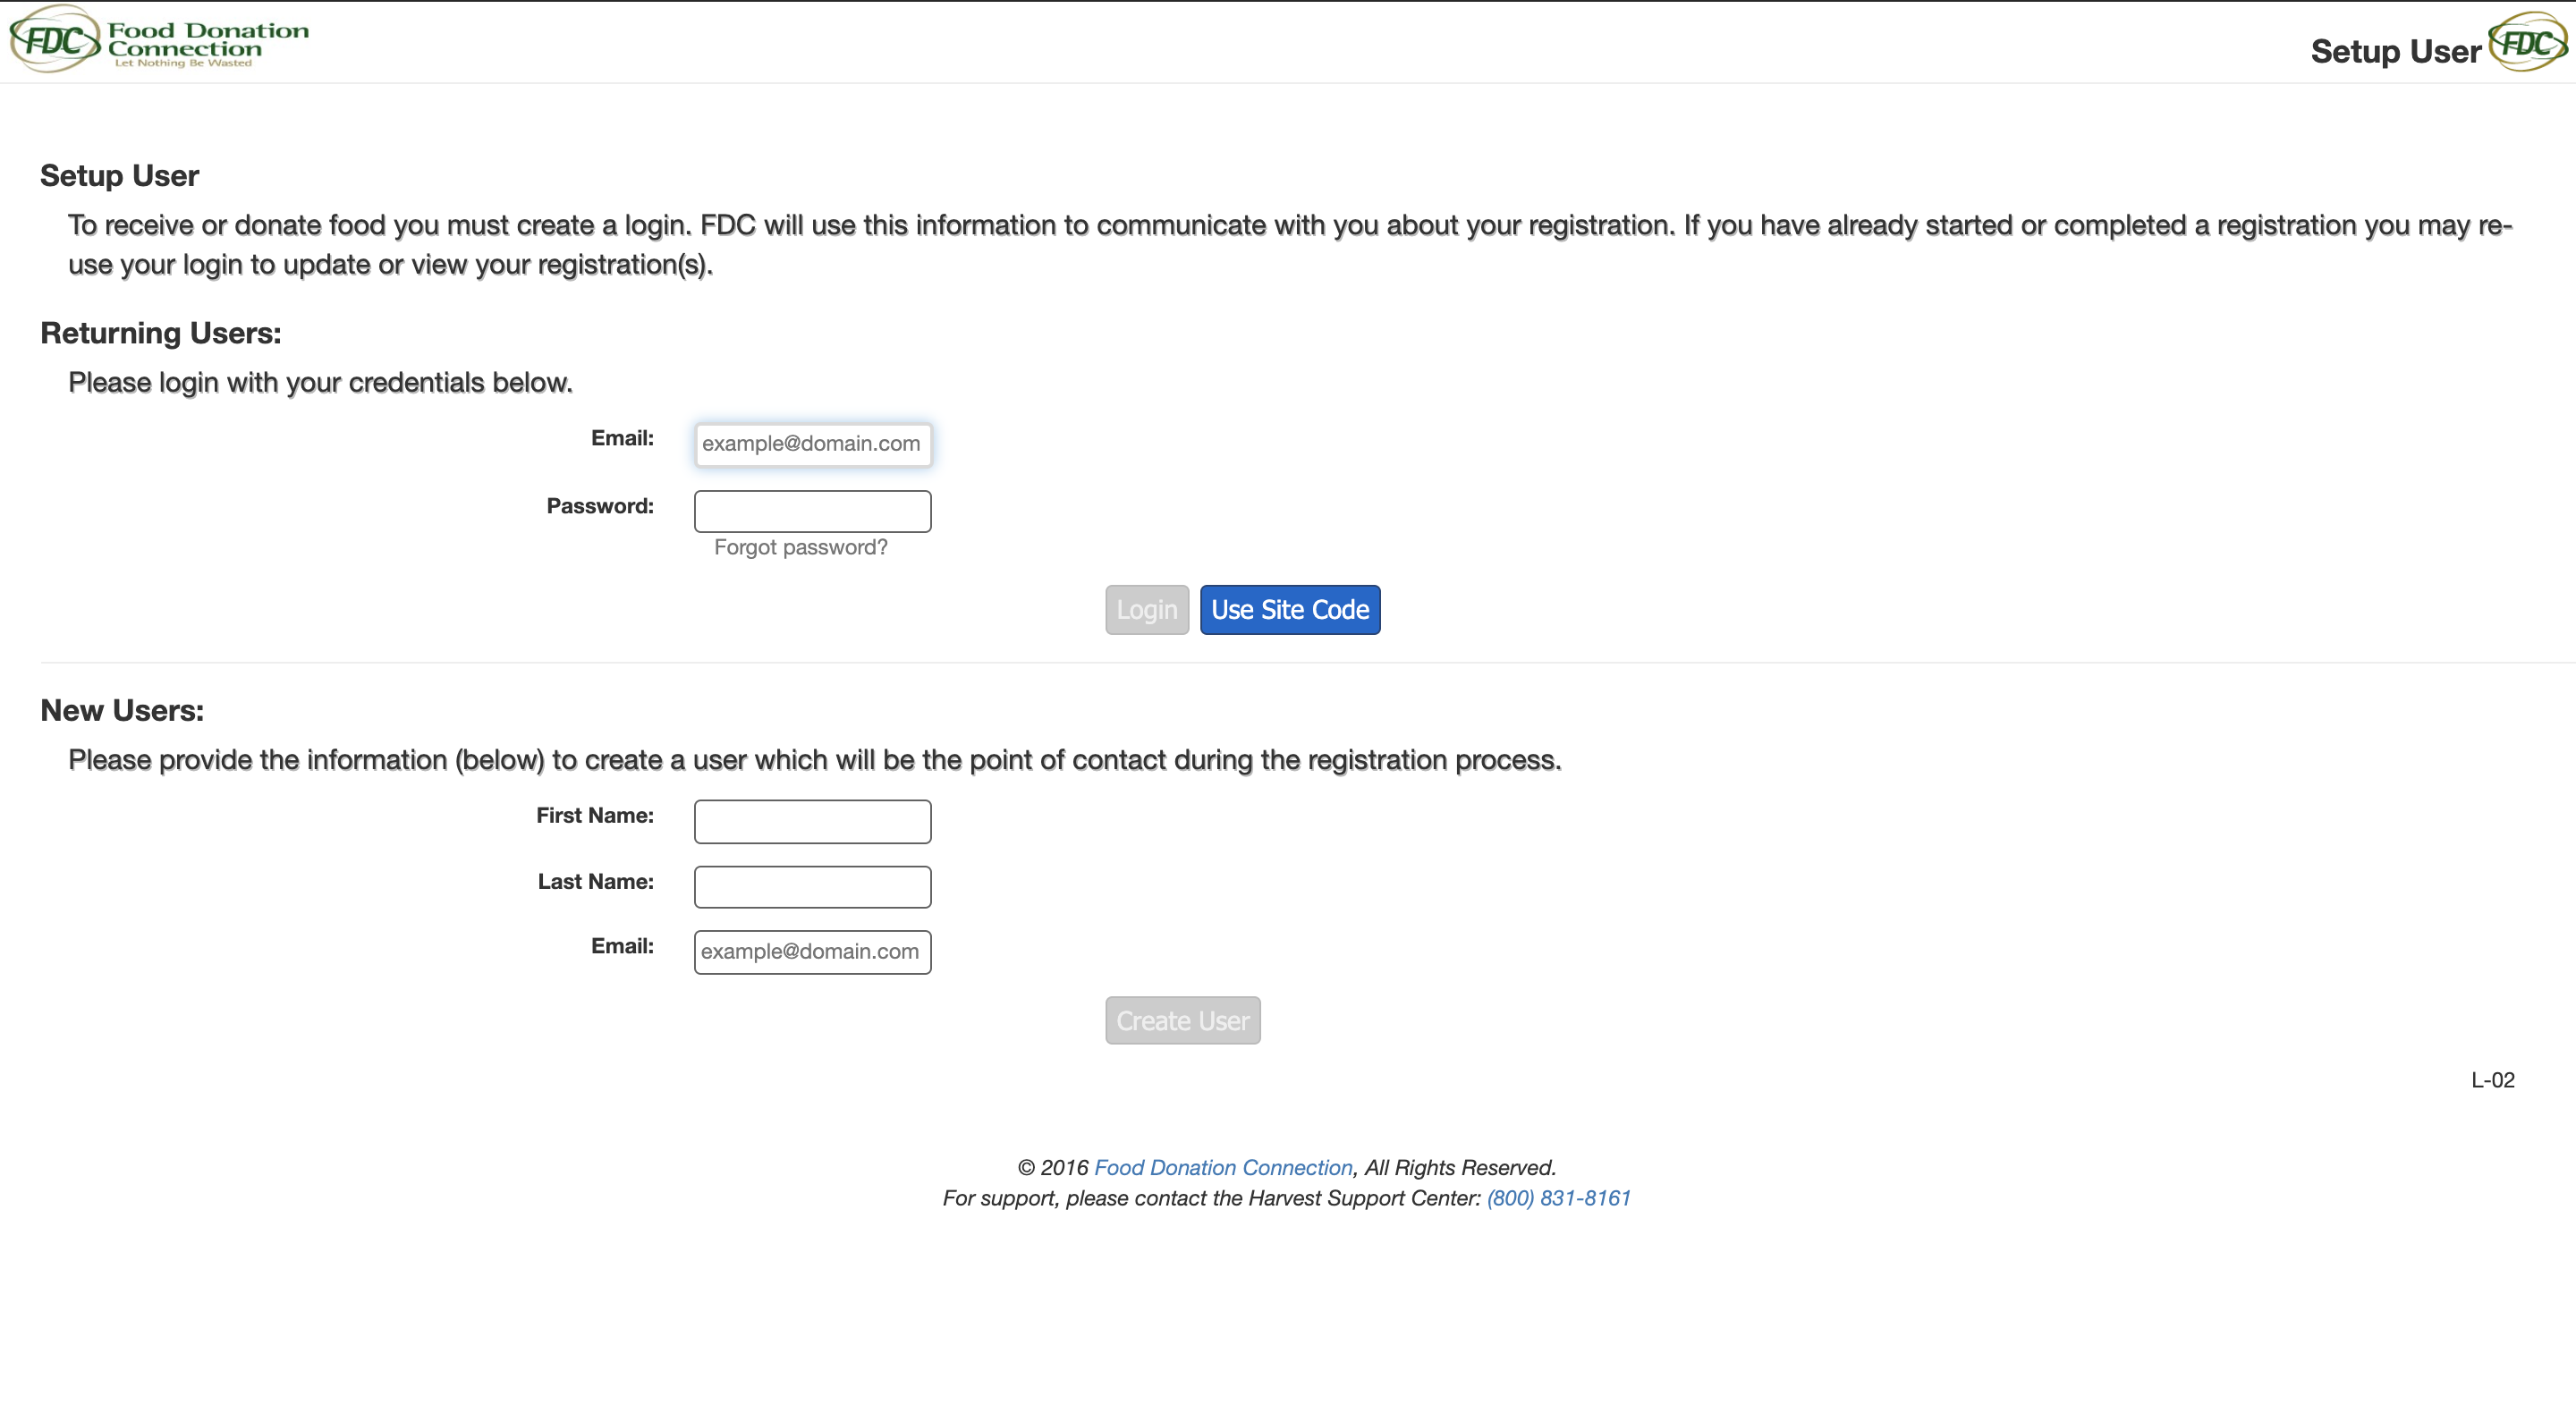 FDC Food Donation
Connection
Let Nothing Be Wasted
Setup User FDC
Setup User
To receive or donate food you must create a login. FDC will use this information to communicate with you about your registration. If you have already started or completed a registration you may re-
use your login to update or view your registration(s).
Returning Users:
Please login with your credentials below.
Email: example@domain.com
Password:
Forgot password?
Login Use Site Code
New Users:
Please provide the information (below) to create a user which will be the point of contact during the registration process.
First Name:
Last Name:
Email: example@domain.com
Create User
L-02
© 2016 Food Donation Connection, All Rights Reserved.
For support, please contact the Harvest Support Center: (800) 831-8161